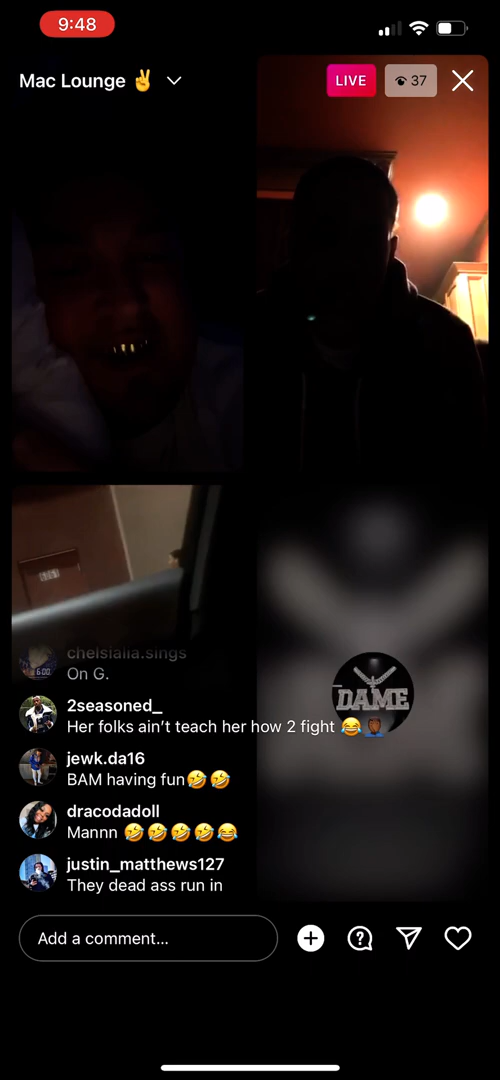 9:48
Mac Lounge ✌️
LIVE
37
chelsialla.sings
On G.
2seasoned_
Her folks ain’t teach her how 2 fight 😂🤦🏾‍♂️
DAME
jewk.da16
BAM having fun🤣🤣
dracodadoll
Mannn 🤣🤣🤣🤣😂
justin_matthews127
They dead ass run in
Add a comment...